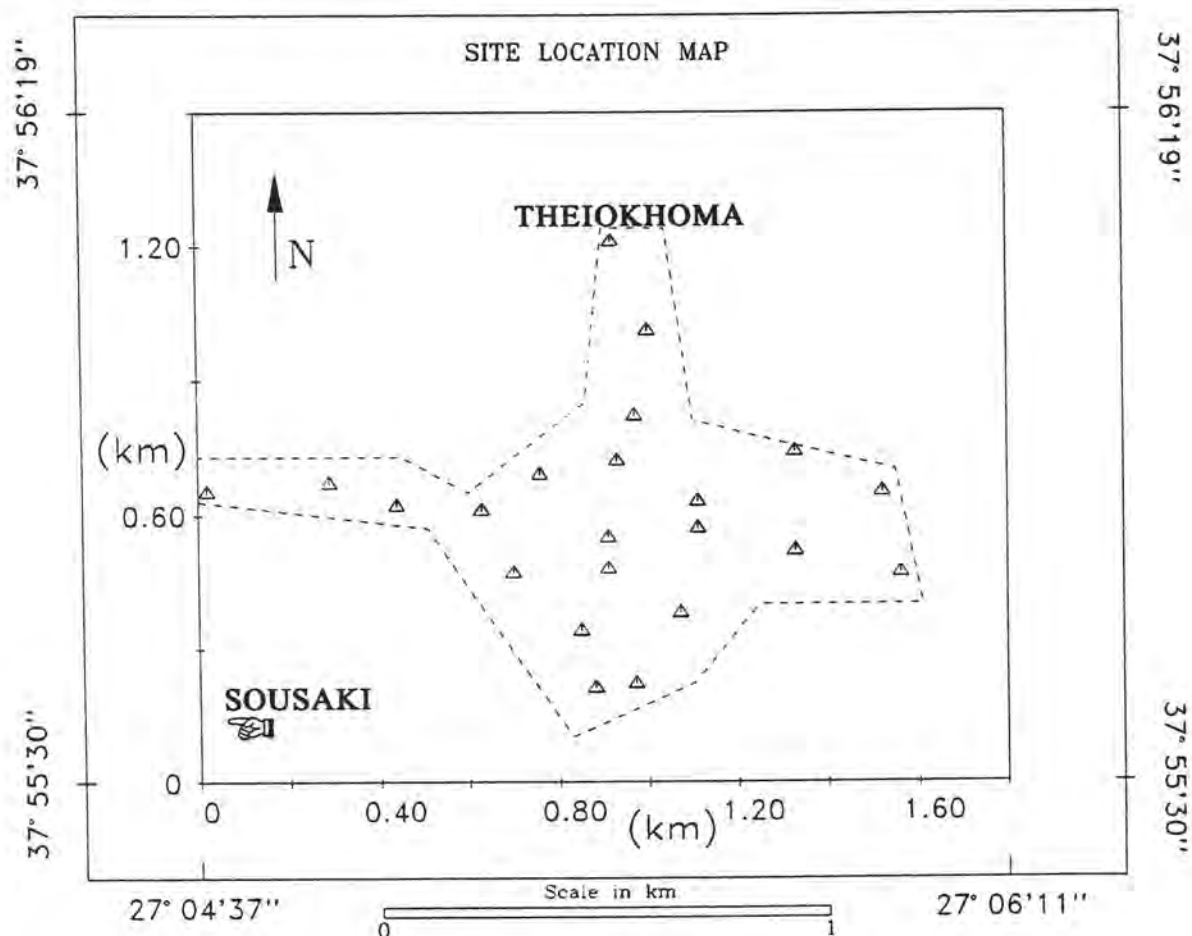 SITE LOCATION MAP
37° 56'19"
37° 56'19"
THEIOKHOMA
N
1.20
(km)
0.60
SOUSAKI
0
37° 55'30"
37° 55'30"
0 0.40 0.80 1.20 1.60
(km)
27° 04'37"
Scale in km
27° 06'11"
0 1